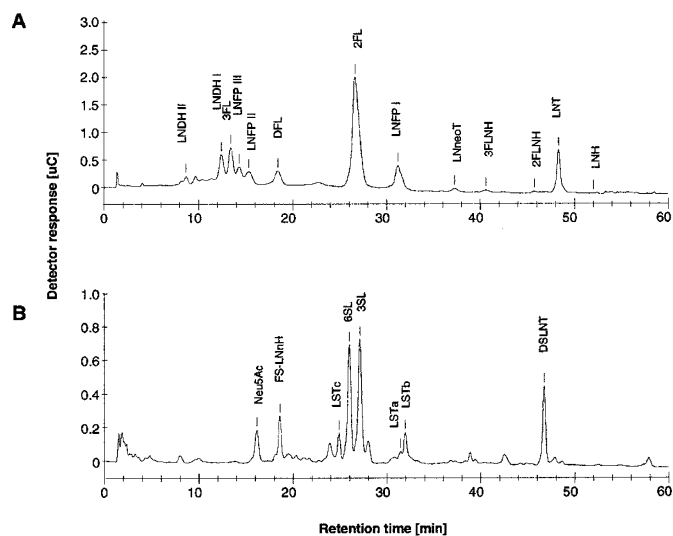 A
3.0
2.5
2.0
1.5
1.0
0.5
0
LNDH II
LNDH I
3FL
LNFP III
LNFP II
DFL
2FL
LNFP I
LNneoT
3FLNH
2FLNH
LNT
LNH
0
10
20
30
40
50
60
Detector response [uC]
B
1.0
0.8
0.6
0.4
0.2
0
Neu5Ac
FS-LNnH
LSTc
6SL
3SL
LSTa
LSTb
DSLNT
0
10
20
30
40
50
60
Retention time [min]